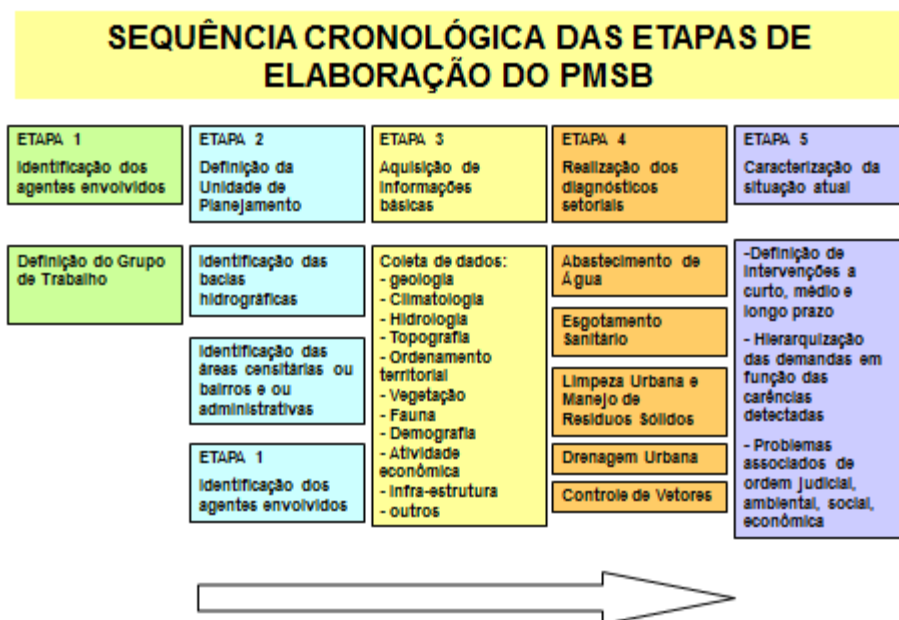 SEQUÊNCIA CRONOLÓGICA DAS ETAPAS DE
ELABORAÇÃO DO PMSB
ETAPA 1
Identificação dos
agentes envolvidos
Definição do Grupo
de Trabalho
ETAPA 2
Definição da
Unidade de
Planejamento
Identificação das
bacias
hidrográficas
Identificação das
áreas censitárias ou
bairros e ou
administrativas
ETAPA 1
Identificação dos
agentes envolvidos
ETAPA 3
Aquisição de
informações
básicas
Coleta de dados:
- geologia
- Climatologia
- Hidrologia
- Topografia
- Ordenamento
territorial
- Vegetação
- Fauna
- Demografia
- Atividade
econômica
- Infra-estrutura
- outros
ETAPA 4
Realização dos
diagnósticos
setoriais
Abastecimento de
Água
Esgotamento
Sanitário
Limpeza Urbana e
Manejo de
Resíduos Sólidos
Drenagem Urbana
Controle de Vetores
ETAPA 5
Caracterização da
situação atual
-Definição de
intervenções a
curto, médio e
longo prazo
- Hierarquização
das demandas em
função das
carências
detectadas
- Problemas
associados de
ordem judicial,
ambiental, social,
econômica